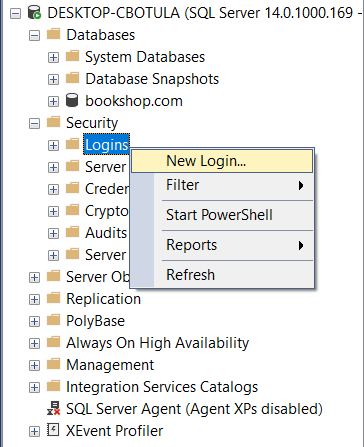 DESKTOP-CBOTULA (SQL Server 14.0.1000.169 -
Databases
System Databases
Database Snapshots
bookshop.com
Security
Logins
New Login...
Server
Filter
Creden
Start PowerShell
Crypto
Audits
Reports
Server
Refresh
Server Ob
Replication
PolyBase
Always On High Availability
Management
Integration Services Catalogs
SQL Server Agent (Agent XPs disabled)
XEvent Profiler